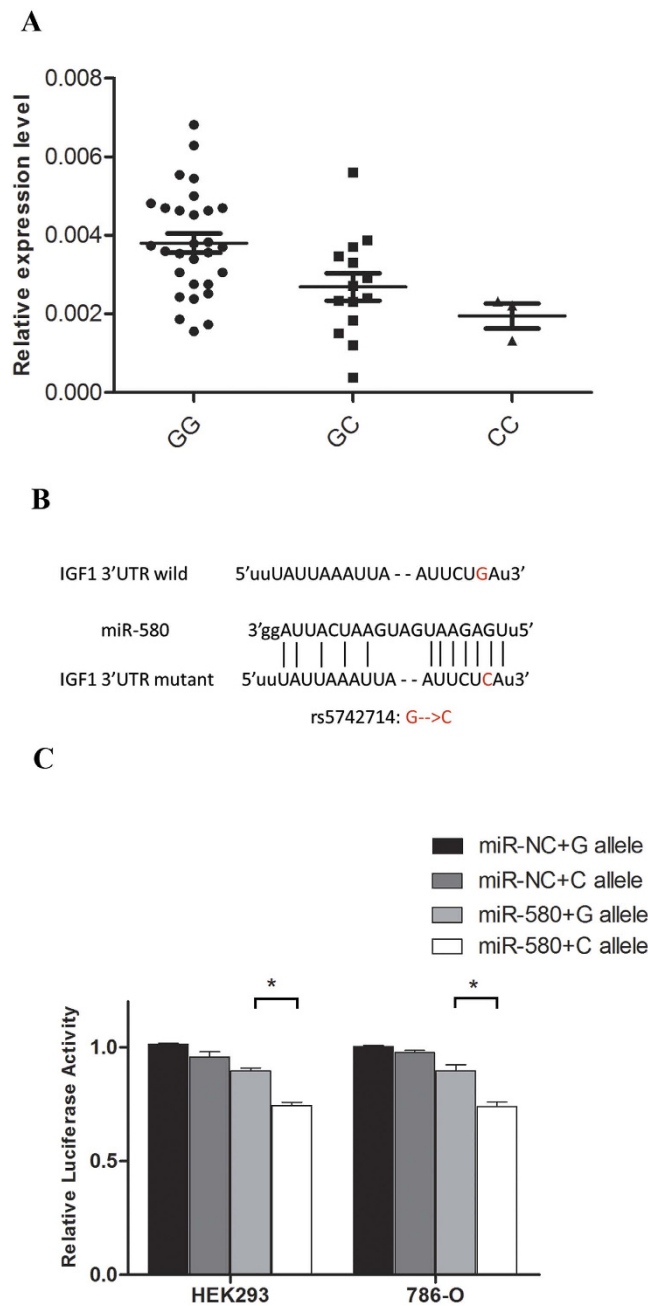 A
Relative expression level
0.008
0.006
0.004
0.002
0.000
GG
GC
CC
B
IGF1 3’UTR wild 5’uuUAUUAAAUUA - - AUUCUGAu3’
miR-580 3’ggAUUACUAAGUAGUAAGAGUu5’
IGF1 3’UTR mutant 5’uuUAUUAAAUUA - - AUUCUCAu3’
rs5742714: G-->C
C
miR-NC+G allele
miR-NC+C allele
miR-580+G allele
miR-580+C allele
Relative Luciferase Activity
1.0
0.5
0.0
*
*
HEK293
786-O